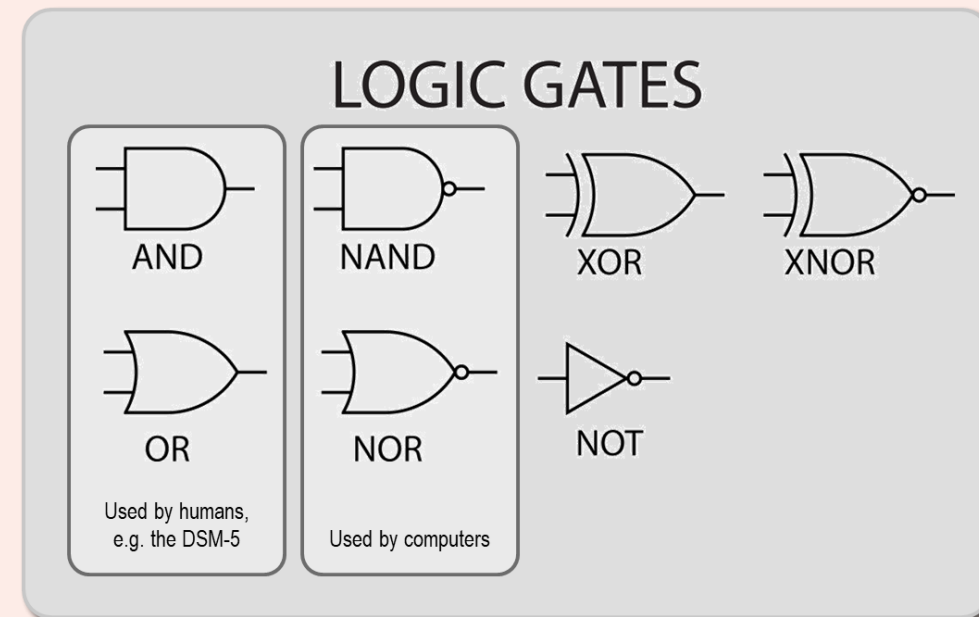 LOGIC GATES
AND
NAND
XOR
XNOR
OR
NOR
NOT
Used by humans,
e.g. the DSM-5
Used by computers